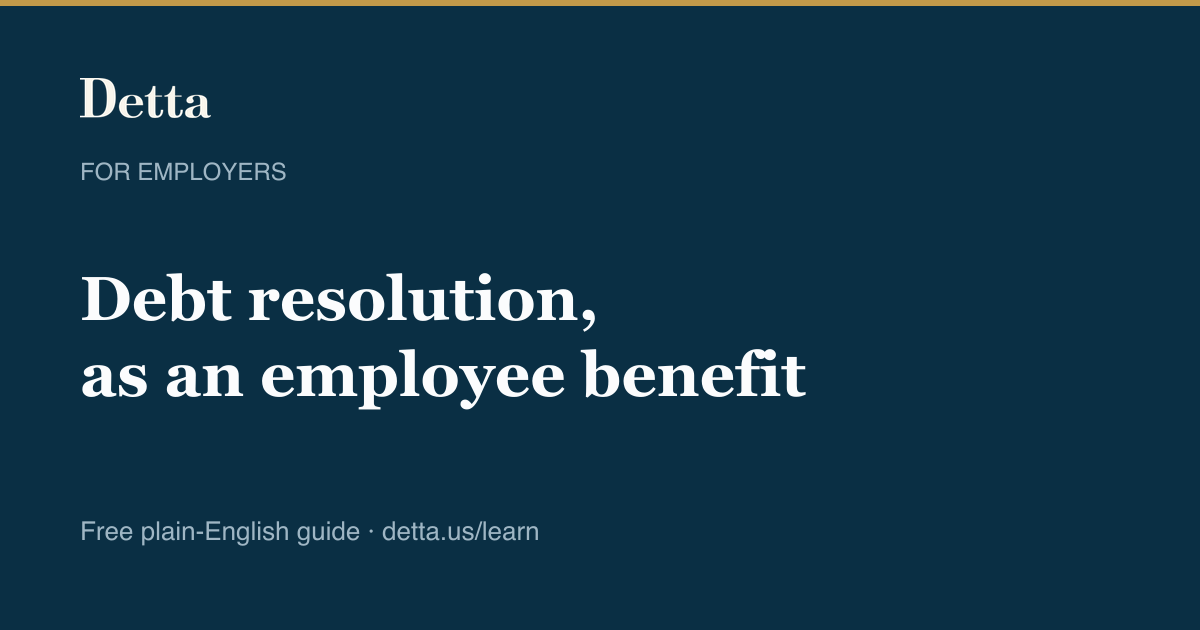 Detta
FOR EMPLOYERS
Debt resolution,
as an employee benefit
Free plain-English guide · detta.us/learn